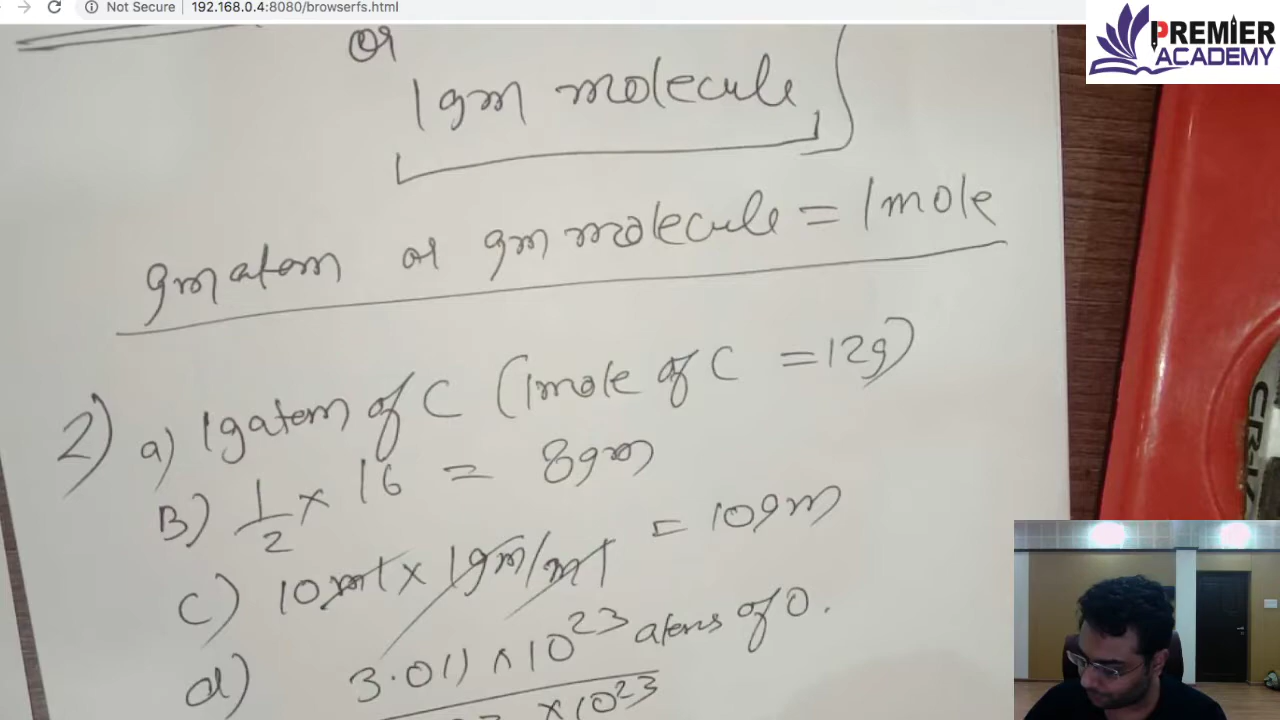 Not Secure | 192.168.0.4:8080/browserfs.html
PREMIER
ACADEMY
or
1gm molecule
gm atom or gm molecule = 1mole
2) a) 1g atom of C (1mole of C = 12g)
B) 1/2 × 16 = 8gm
C) 10 ml × 1gm/ml = 10gm
d) 3.011 × 10^23 atoms of O.
× 10^23